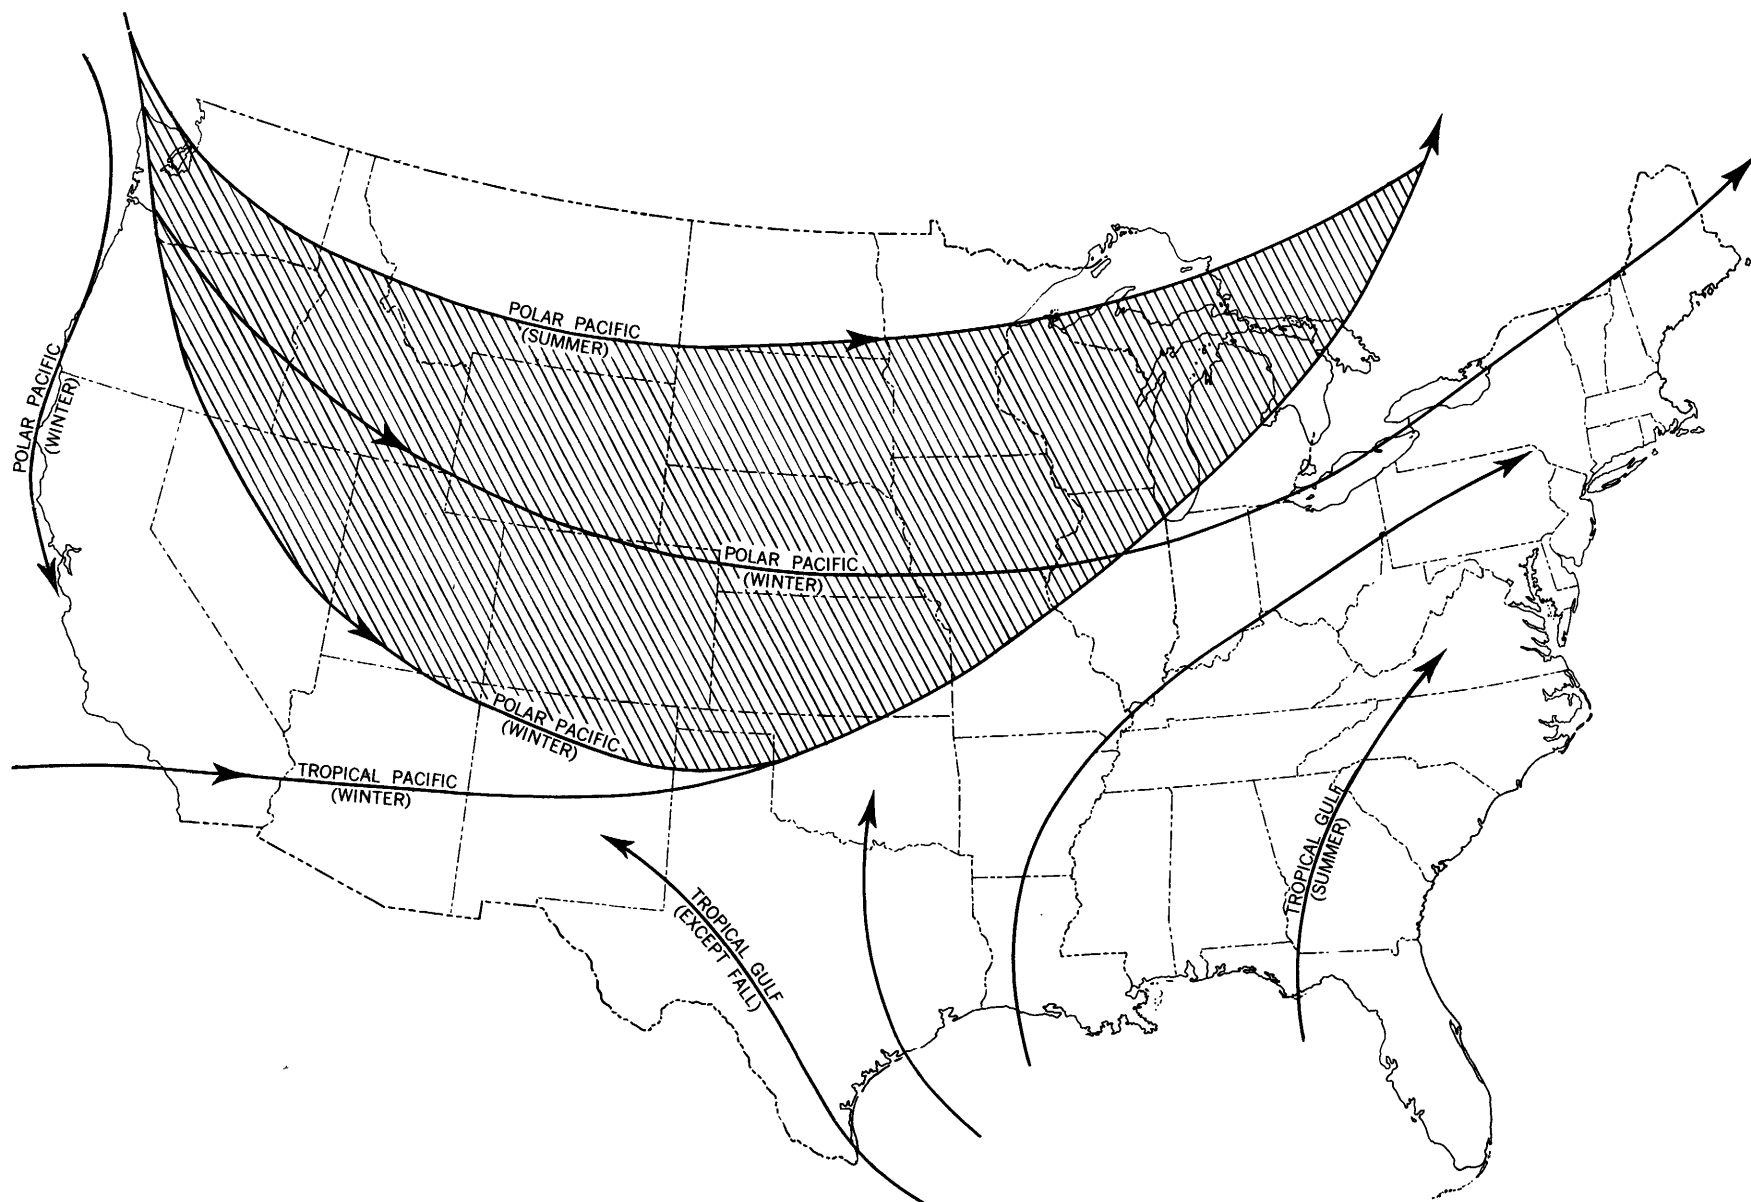 POLAR PACIFIC
(SUMMER)
POLAR PACIFIC
(WINTER)
POLAR PACIFIC
(WINTER)
POLAR PACIFIC
(WINTER)
TROPICAL PACIFIC
(WINTER)
TROPICAL GULF
(EXCEPT FALL)
TROPICAL GULF
(SUMMER)